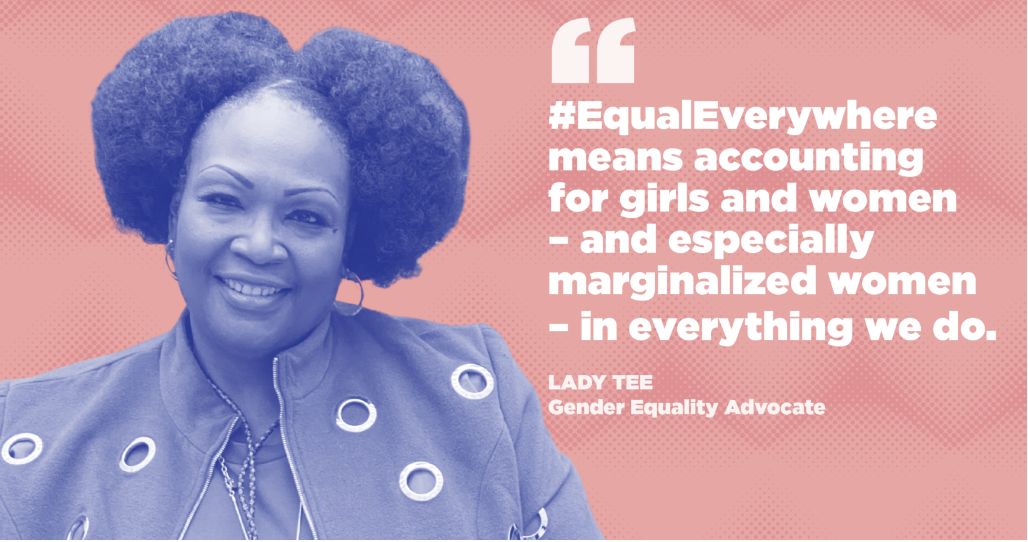 “
#EqualEverywhere
means accounting
for girls and women
– and especially
marginalized women
– in everything we do.
LADY TEE
Gender Equality Advocate